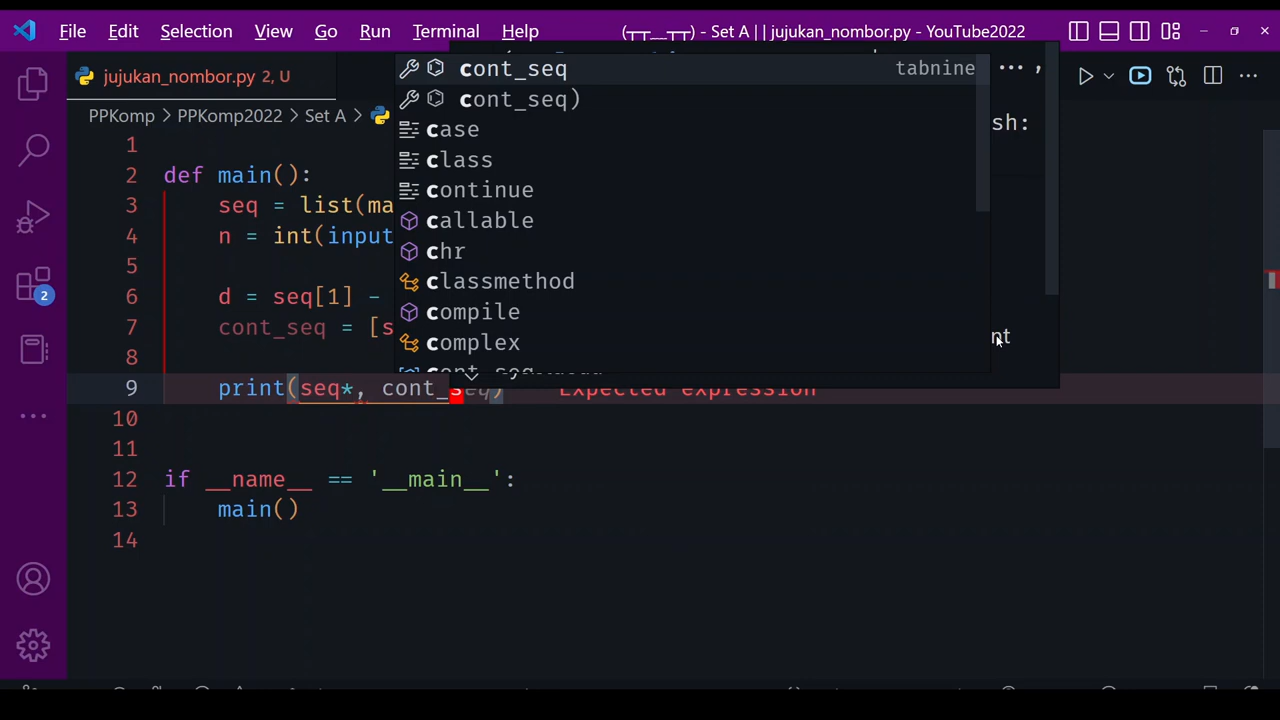 File Edit Selection View Go Run Terminal Help (┬┬﹏┬┬) - Set A || jujukan_nombor.py - YouTube2022
jujukan_nombor.py 2, U
PPKomp > PPKomp2022 > Set A >
cont_seq tabnine
cont_seq)
case
class
continue
callable
chr
classmethod
compile
complex
sh:
nt
1
2 def main():
3 seq = list(ma
4 n = int(input
5
6 d = seq[1] -
7 cont_seq = [s
8
9 print(seq*, cont_seq) Expected expression
10
11
12 if __name__ == '__main__':
13 main()
14
2